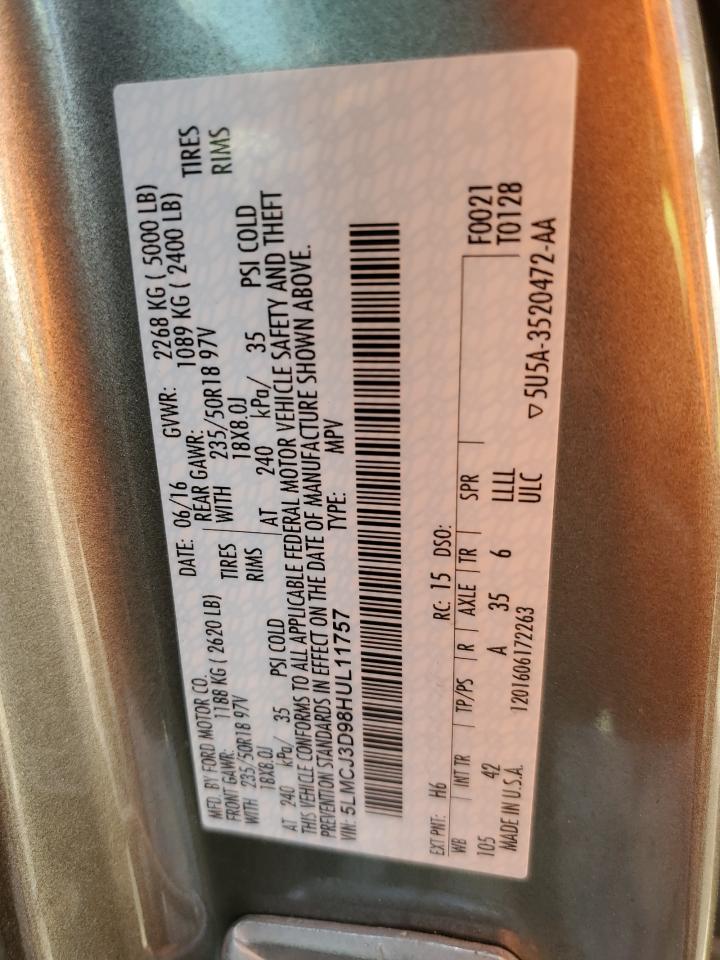 MFD. BY FORD MOTOR CO.
DATE: 06/16 GVWR: 2268 KG ( 5000 LB)
FRONT GAWR: 1188 KG ( 2620 LB)
REAR GAWR: 1089 KG ( 2400 LB)
WITH 235/50R18 97V TIRES
WITH 235/50R18 97V TIRES
18X8.0J RIMS
18X8.0J RIMS
AT 240 kPa/ 35 PSI COLD
AT 240 kPa/ 35 PSI COLD
THIS VEHICLE CONFORMS TO ALL APPLICABLE FEDERAL MOTOR VEHICLE SAFETY AND THEFT
PREVENTION STANDARDS IN EFFECT ON THE DATE OF MANUFACTURE SHOWN ABOVE.
VIN: 5LMCJ3D98HUL11757 TYPE: MPV
EXT PNT: H6 RC: 15 DSO: F0021
WB INT TR TP/PS R AXLE TR SPR T0128
105 42 A 35 6 LLLL
MADE IN U.S.A. 1201606172263 ULC ▽5U5A-3520472-AA